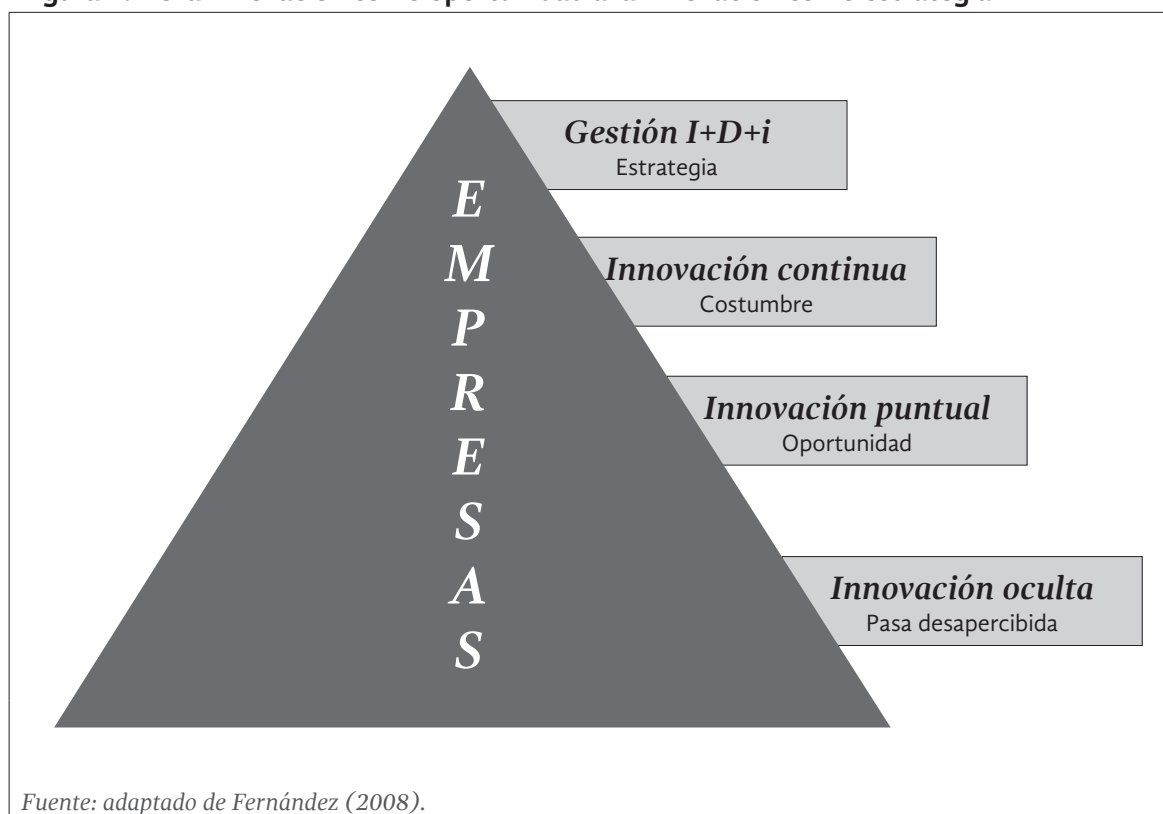 Gestión I+D+i
Estrategia
E
M
P
R
E
S
A
S
Innovación continua
Costumbre
Innovación puntual
Oportunidad
Innovación oculta
Pasa desapercibida
Fuente: adaptado de Fernández (2008).